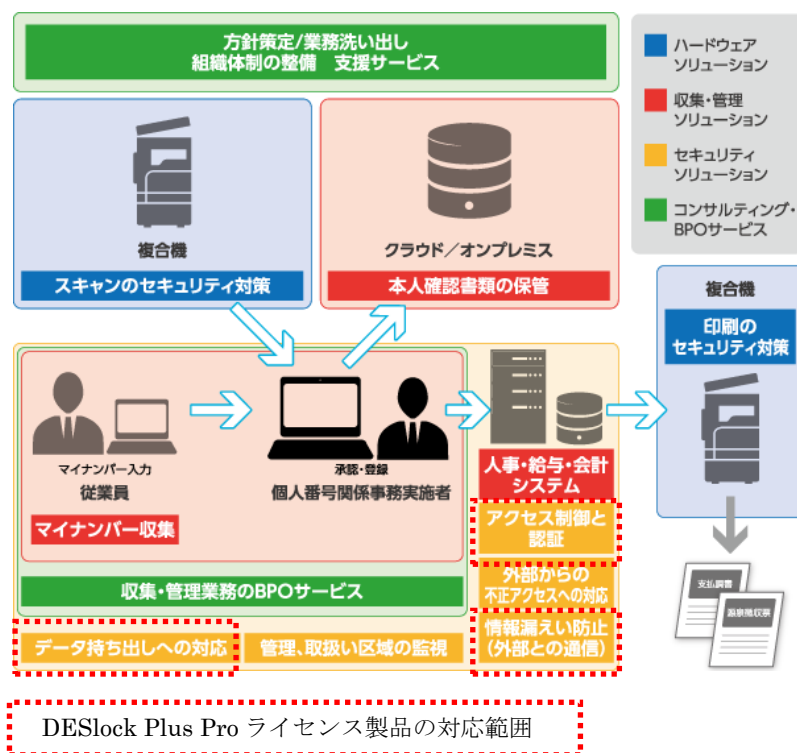 方針策定/業務洗い出し
組織体制の整備 支援サービス
ハードウェア
ソリューション
収集・管理
ソリューション
セキュリティ
ソリューション
コンサルティング・
BPOサービス
複合機
スキャンのセキュリティ対策
クラウド／オンプレミス
本人確認書類の保管
複合機
印刷の
セキュリティ対策
マイナンバー入力
従業員
マイナンバー収集
承認・登録
個人番号関係事務実施者
人事・給与・会計
システム
アクセス制御と
認証
外部からの
不正アクセスへの対応
情報漏えい防止
（外部との通信）
収集・管理業務のBPOサービス
データ持ち出しへの対応
管理、取扱い区域の監視
支払調書
源泉徴収票
DESlock Plus Pro ライセンス製品の対応範囲